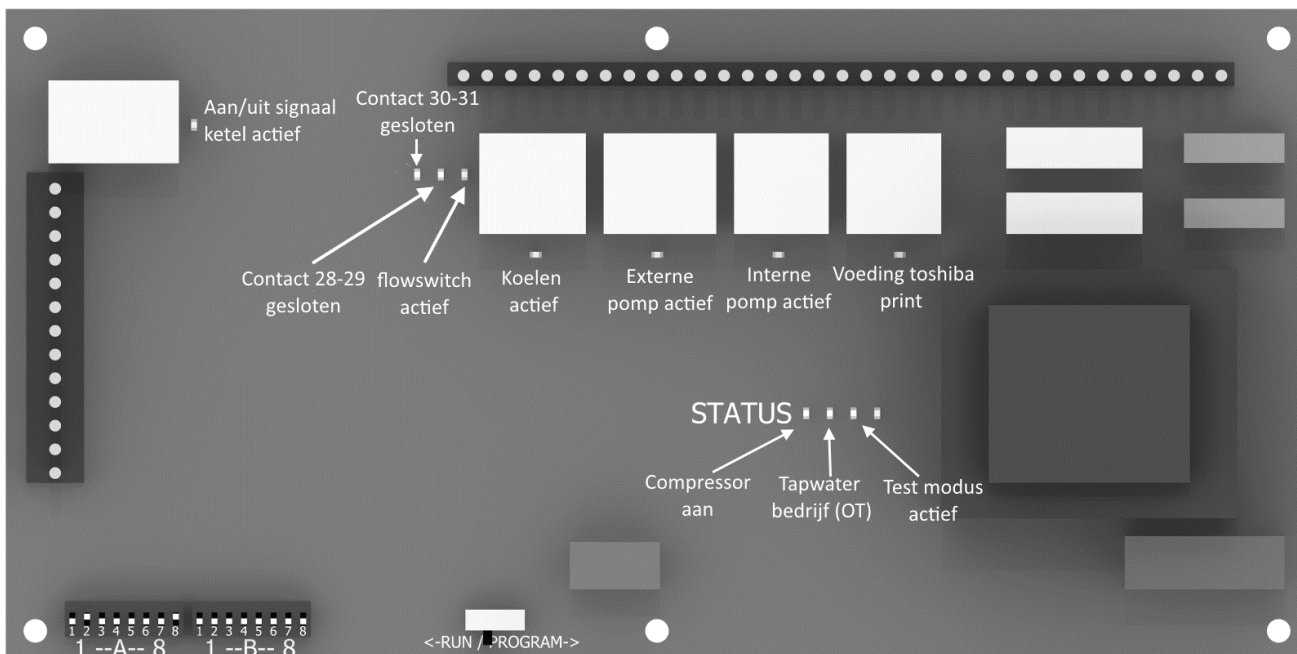 Aan/uit signaal
ketel actief
Contact 30-31
gesloten
Contact 28-29
gesloten
flowswitch
actief
Koelen
actief
Externe
pomp actief
Interne
pomp actief
Voeding toshiba
print
STATUS
Compressor
aan
Tapwater
bedrijf (OT)
Test modus
actief
1 2 3 4 5 6 7 8
1 --A-- 8
1 2 3 4 5 6 7 8
1 --B-- 8
<-RUN / PROGRAM->